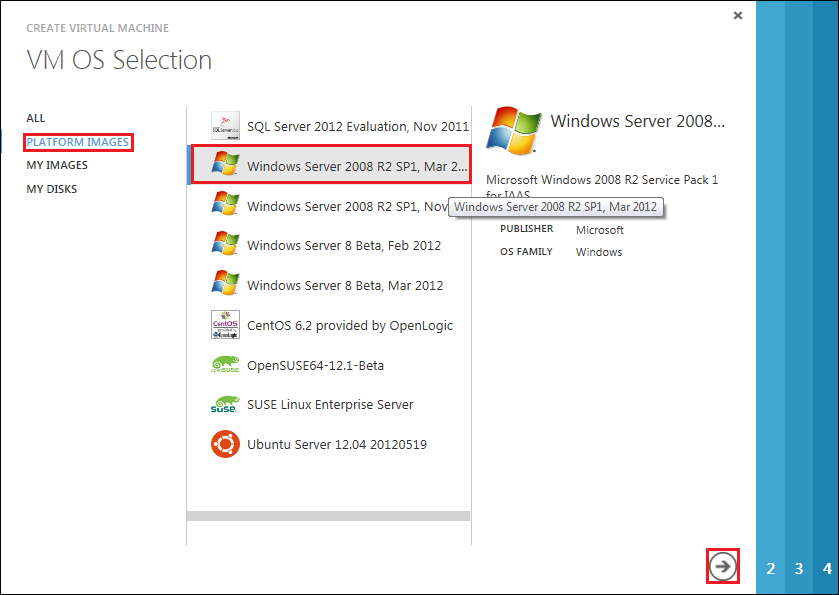 CREATE VIRTUAL MACHINE
VM OS Selection
ALL
PLATFORM IMAGES
MY IMAGES
MY DISKS
SQL Server 2012 Evaluation, Nov 2011
Windows Server 2008 R2 SP1, Mar 2...
Windows Server 2008 R2 SP1, Nov
Windows Server 8 Beta, Feb 2012
Windows Server 8 Beta, Mar 2012
CentOS
CentOS 6.2 provided by OpenLogic
openSUSE
OpenSUSE64-12.1-Beta
SUSE
SUSE Linux Enterprise Server
Ubuntu Server 12.04 20120519
Windows Server 2008...
Microsoft Windows 2008 R2 Service Pack 1
for IAAS
Windows Server 2008 R2 SP1, Mar 2012
PUBLISHER Microsoft
OS FAMILY Windows
2 3 4